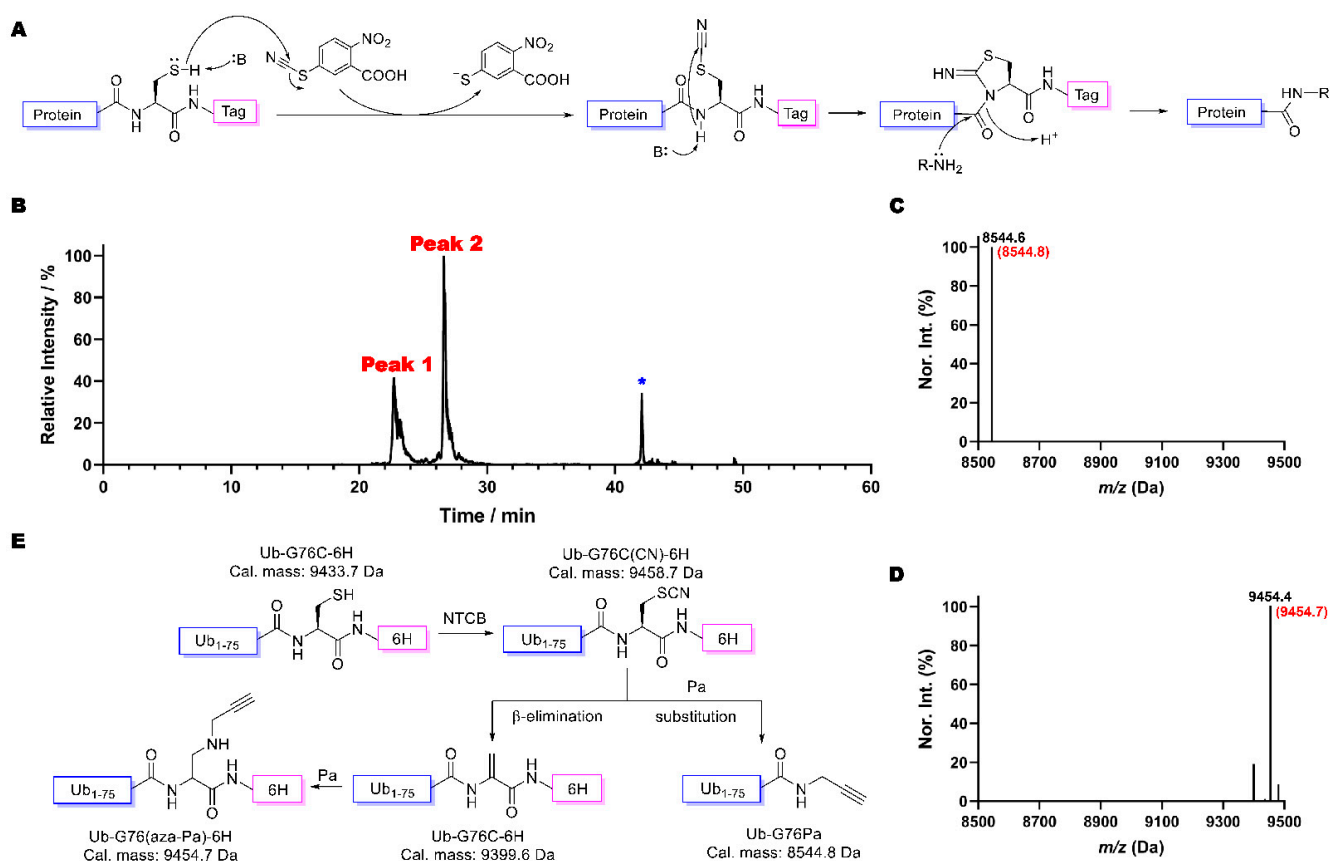 A
Protein
O
N
H
S-H
:B
O
H
N
Tag
N
S
NO₂
COOH
⁻S
NO₂
COOH
Protein
O
N
S
N
H
B:
O
H
N
Tag
HN
S
N
O
H
N
Tag
Protein
O
R-NH₂
H⁺
Protein
HN-R
O
B
Relative Intensity / %
100
80
60
40
20
0
Peak 1
Peak 2
*
0
10
20
30
40
50
60
Time / min
C
Nor. Int. (%)
100
80
60
40
20
0
8544.6
(8544.8)
8500
8700
8900
9100
9300
9500
m/z (Da)
E
Ub-G76C-6H
Cal. mass: 9433.7 Da
Ub₁₋₇₅
O
N
H
SH
O
H
N
6H
NTCB
Ub-G76C(CN)-6H
Cal. mass: 9458.7 Da
Ub₁₋₇₅
O
N
H
SCN
O
H
N
6H
Pa
β-elimination
substitution
Ub₁₋₇₅
O
N
H
NH
O
H
N
6H
Ub-G76(aza-Pa)-6H
Cal. mass: 9454.7 Da
Pa
Ub₁₋₇₅
O
N
H
O
H
N
6H
Ub-G76C-6H
Cal. mass: 9399.6 Da
Ub₁₋₇₅
O
N
H
Ub-G76Pa
Cal. mass: 8544.8 Da
D
Nor. Int. (%)
100
80
60
40
20
0
9454.4
(9454.7)
8500
8700
8900
9100
9300
9500
m/z (Da)